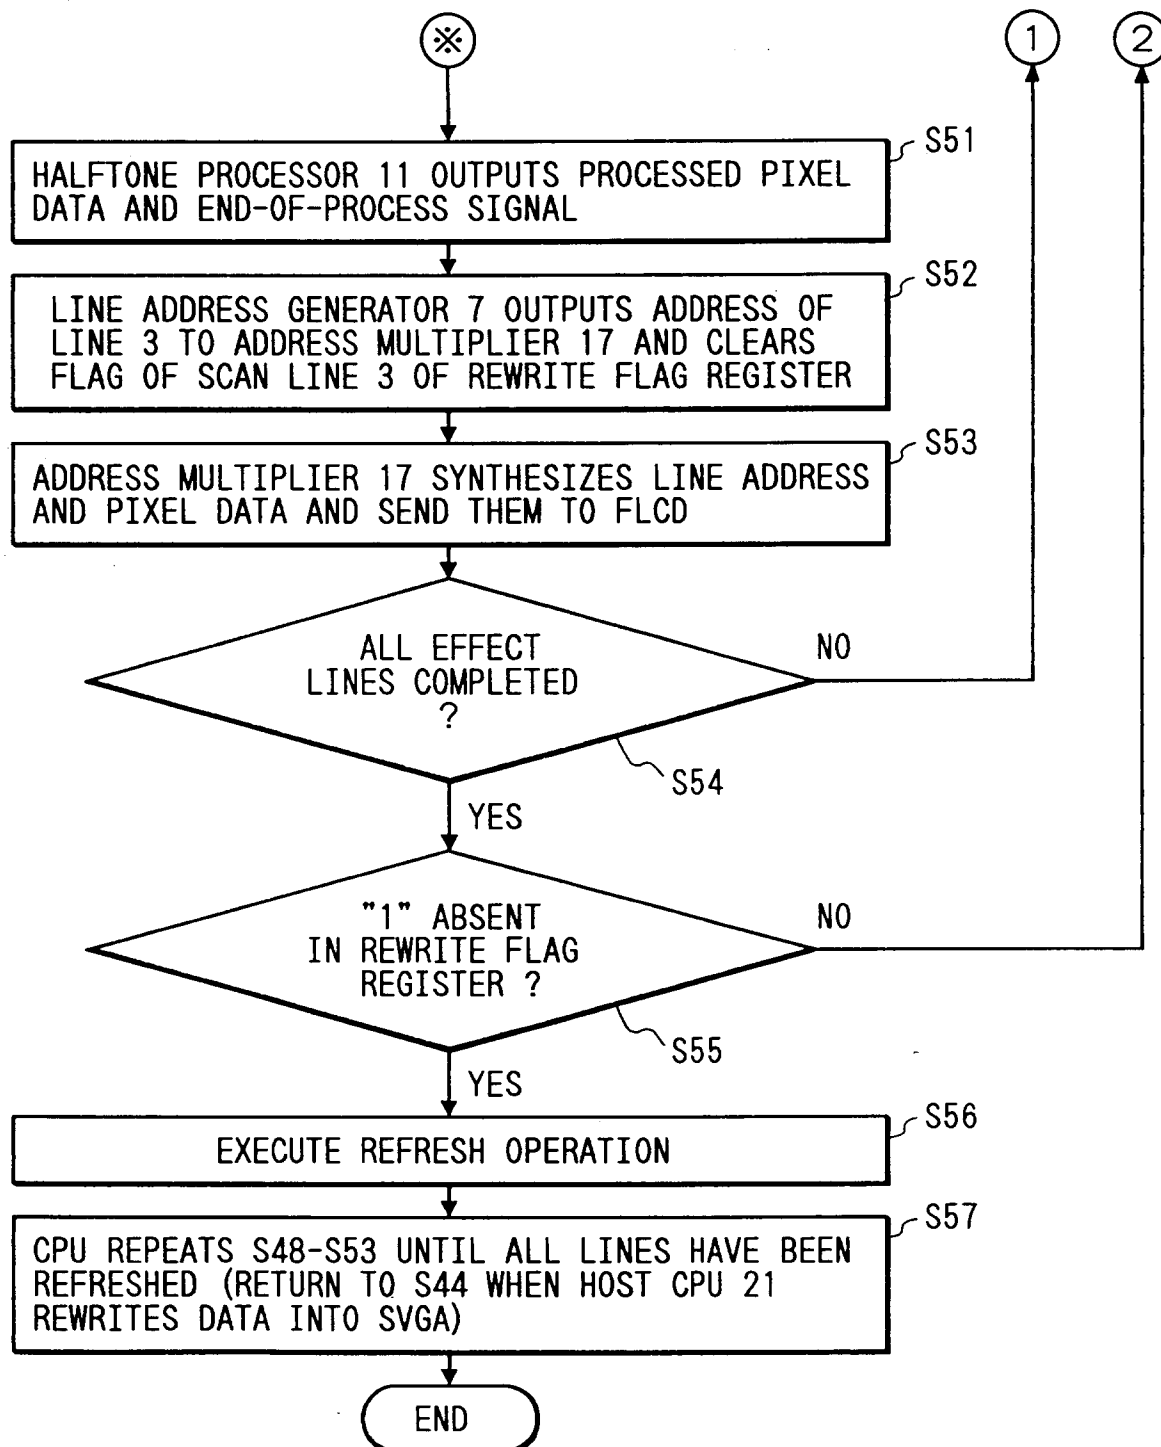 ※
1
2
S51
HALFTONE PROCESSOR 11 OUTPUTS PROCESSED PIXEL
DATA AND END-OF-PROCESS SIGNAL
S52
LINE ADDRESS GENERATOR 7 OUTPUTS ADDRESS OF
LINE 3 TO ADDRESS MULTIPLIER 17 AND CLEARS
FLAG OF SCAN LINE 3 OF REWRITE FLAG REGISTER
S53
ADDRESS MULTIPLIER 17 SYNTHESIZES LINE ADDRESS
AND PIXEL DATA AND SEND THEM TO FLCD
ALL EFFECT
LINES COMPLETED
?
NO
S54
YES
"1" ABSENT
IN REWRITE FLAG
REGISTER ?
NO
S55
YES
S56
EXECUTE REFRESH OPERATION
S57
CPU REPEATS S48-S53 UNTIL ALL LINES HAVE BEEN
REFRESHED (RETURN TO S44 WHEN HOST CPU 21
REWRITES DATA INTO SVGA)
END